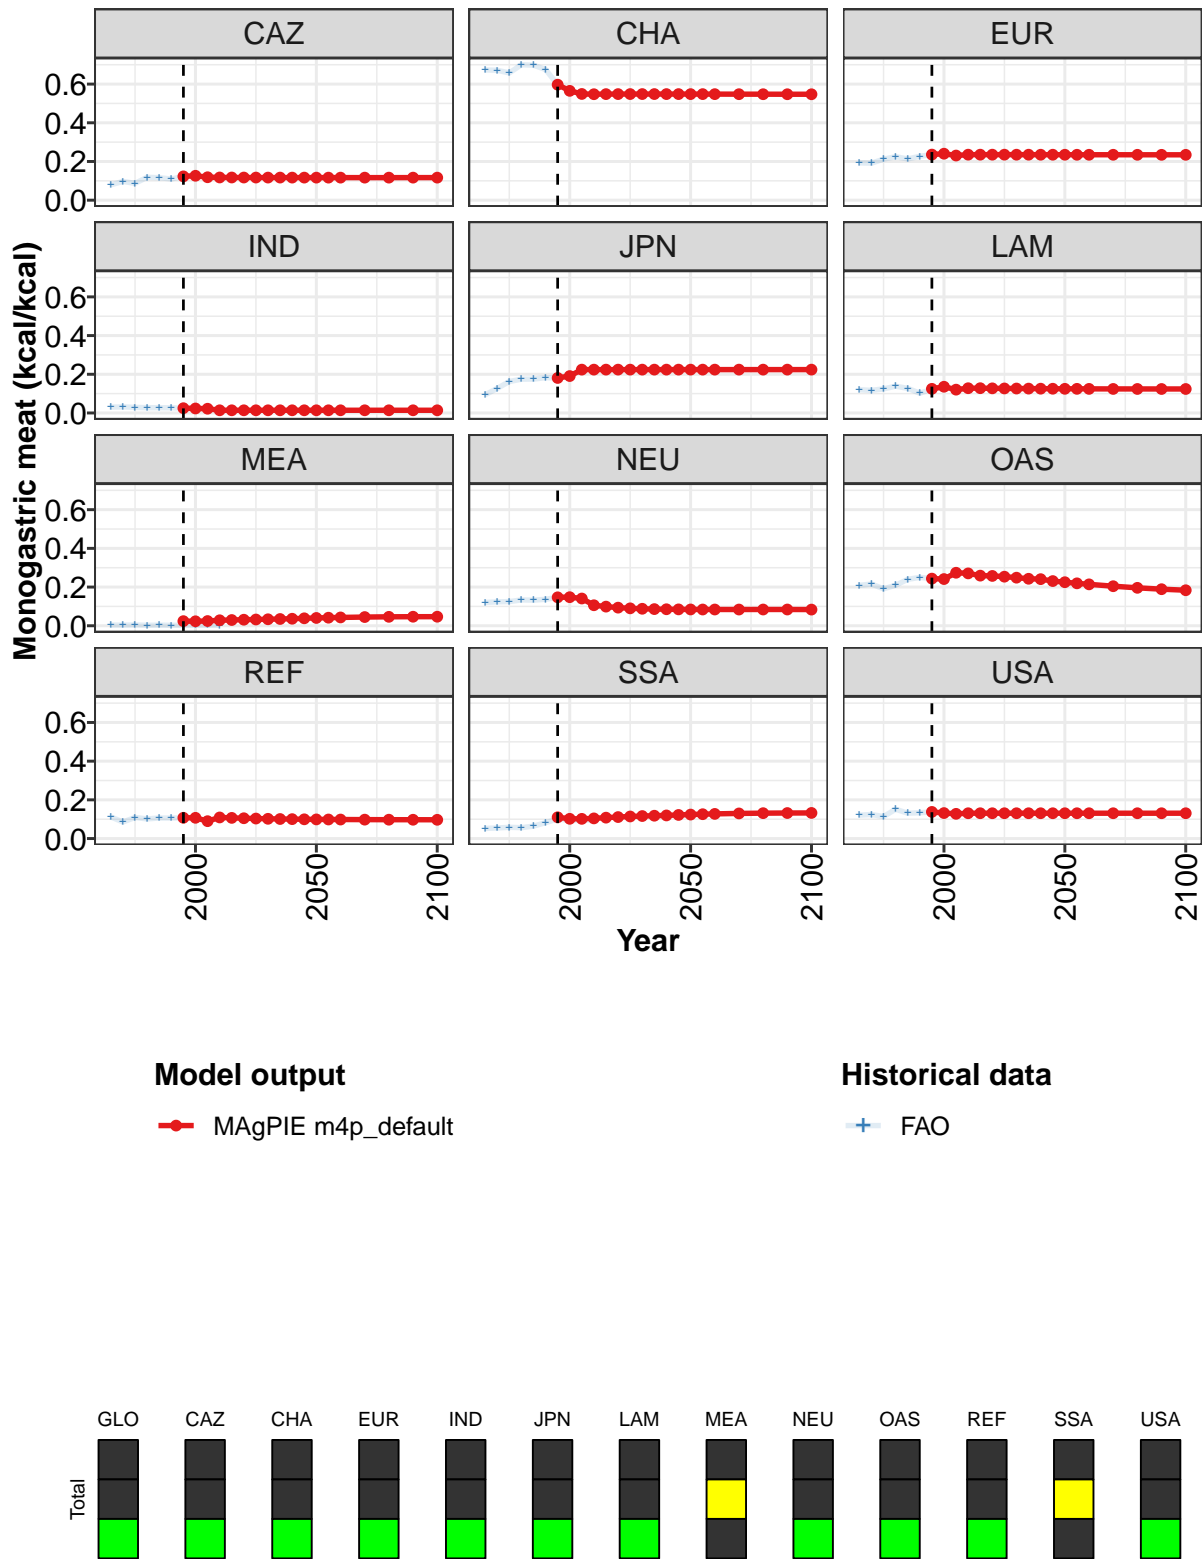 CAZ CHA EUR
0.6
0.4
0.2
0.0
IND JPN LAM
0.6
0.4
0.2
0.0
MEA NEU OAS
0.6
0.4
0.2
0.0
REF SSA USA
0.6
0.4
0.2
0.0
Monogastric meat (kcal/kcal)
2000 2050 2100 2000 2050 2100 2000 2050 2100
Year
Model output Historical data
MAgPIE m4p_default FAO
GLO CAZ CHA EUR IND JPN LAM MEA NEU OAS REF SSA USA
Total